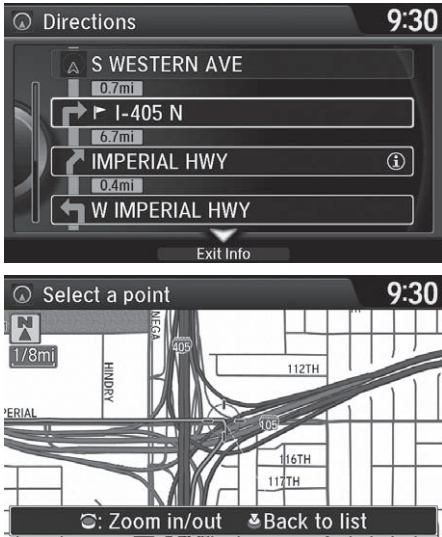 Directions
9:30
S WESTERN AVE
0.7mi
I-405 N
6.7mi
IMPERIAL HWY
0.4mi
W IMPERIAL HWY
Exit Info
Select a point
9:30
N
1/8mi
NEGA
405
HINDRY
112TH
PERIAL
105
116TH
117TH
: Zoom in/out
Back to list